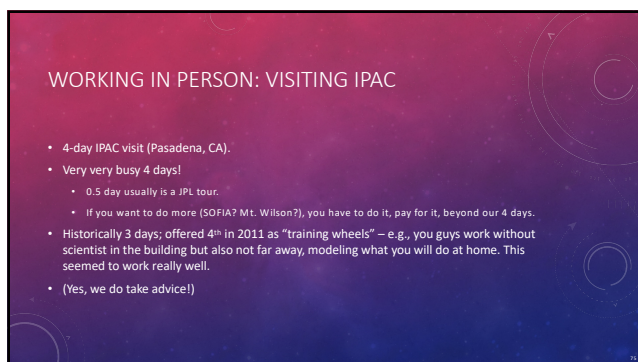 WORKING IN PERSON: VISITING IPAC
• 4-day IPAC visit (Pasadena, CA).
• Very very busy 4 days!
• 0.5 day usually is a JPL tour.
• If you want to do more (SOFIA? Mt. Wilson?), you have to do it, pay for it, beyond our 4 days.
• Historically 3 days; offered 4th in 2011 as “training wheels” – e.g., you guys work without
scientist in the building but also not far away, modeling what you will do at home. This
seemed to work really well.
• (Yes, we do take advice!)
75